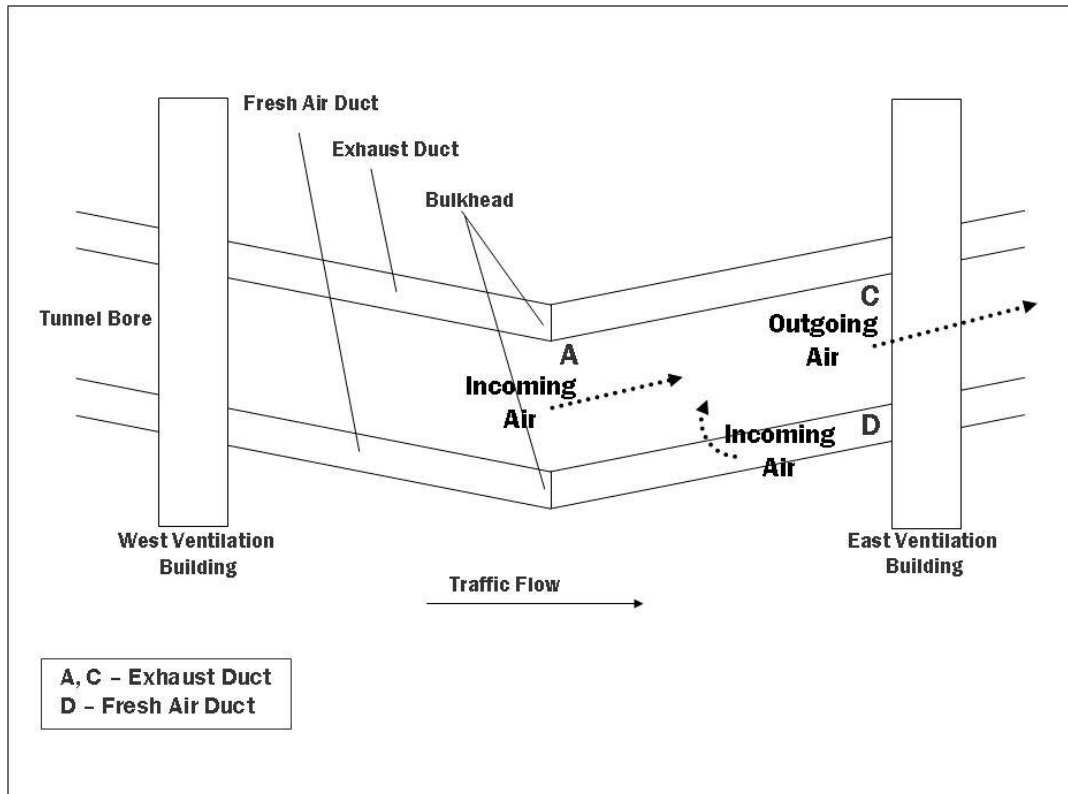 Fresh Air Duct
Exhaust Duct
Bulkhead
Tunnel Bore
C
Outgoing
Air
A
Incoming
Air
D
Incoming
Air
West Ventilation
Building
East Ventilation
Building
Traffic Flow
A, C – Exhaust Duct
D – Fresh Air Duct